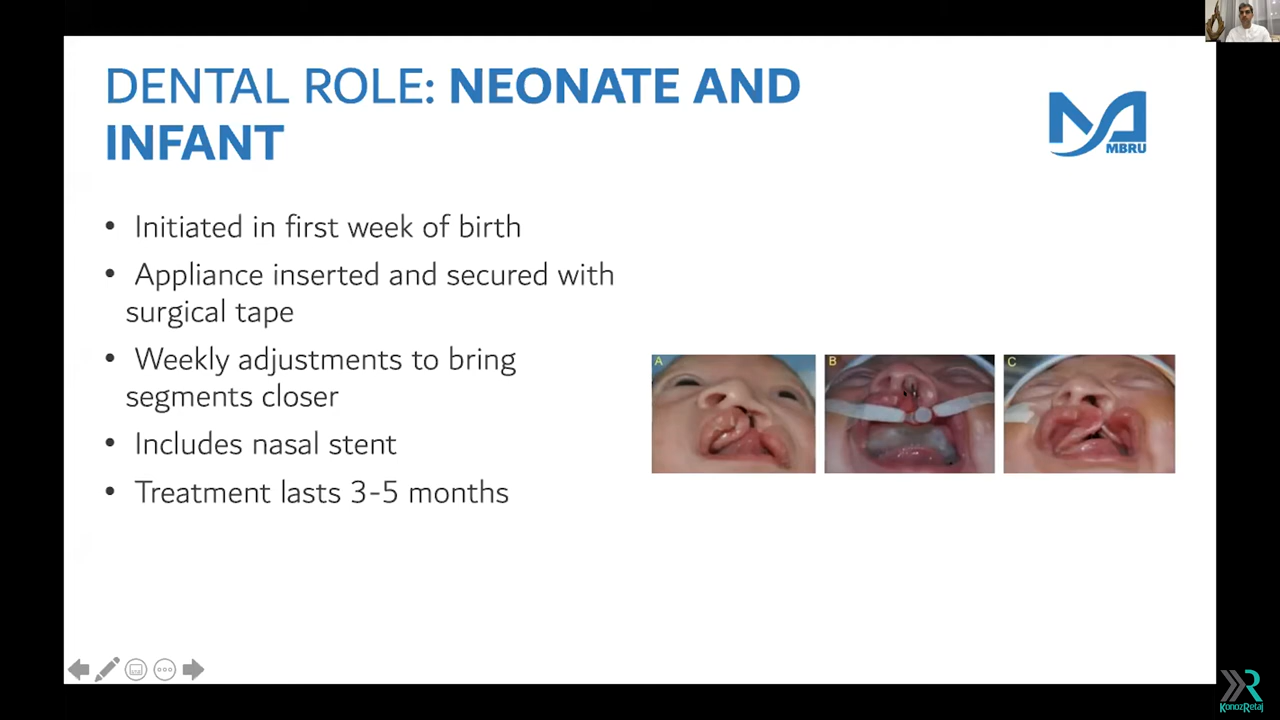 DENTAL ROLE: NEONATE AND
INFANT
MBRU
• Initiated in first week of birth
• Appliance inserted and secured with
surgical tape
• Weekly adjustments to bring
segments closer
• Includes nasal stent
• Treatment lasts 3-5 months
A
B
C
KonozRetaj